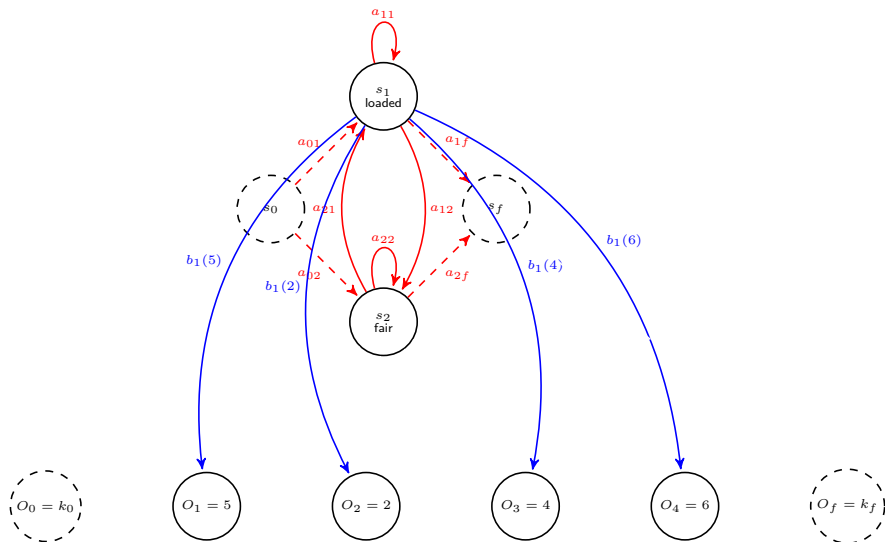 a₁₁
s₁
loaded
a₀₁ a₁f
s₀ a₂₁ a₁₂ sf
a₂₂ b₁(6)
b₁(5) a₀₂ a₂f b₁(4)
b₁(2)
s₂
fair
O₀ = k₀ O₁ = 5 O₂ = 2 O₃ = 4 O₄ = 6 Of = kf